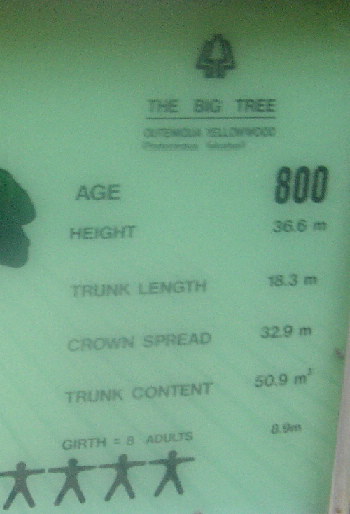 THE BIG TREE
OUTENIQUA YELLOWWOOD
AGE 800
HEIGHT 36.6 m
TRUNK LENGTH 18.3 m
CROWN SPREAD 32.9 m
TRUNK CONTENT 50.9 m³
GIRTH = 8 ADULTS 8.9m